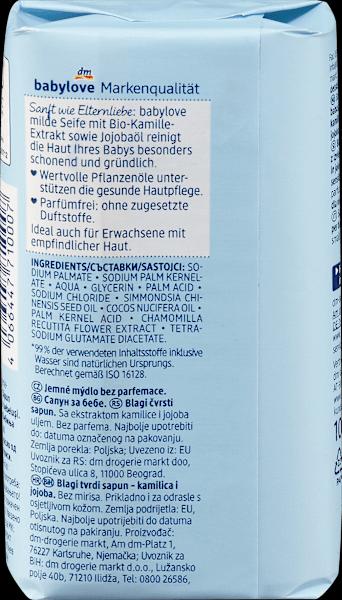 dm
babylove Markenqualität
Sanft wie Elternliebe: babylove
milde Seife mit Bio-Kamille-
Extrakt sowie Jojobaöl reinigt
die Haut Ihres Babys besonders
schonend und gründlich.
♥ Wertvolle Pflanzenöle unter-
stützen die gesunde Hautpflege.
♥ Parfümfrei: ohne zugesetzte
Duftstoffe.
Ideal auch für Erwachsene mit
empfindlicher Haut.
INGREDIENTS/СЪСТАВКИ/SASTOJCI: SO-
DIUM PALMATE • SODIUM PALM KERNEL-
ATE • AQUA • GLYCERIN • PALM ACID •
SODIUM CHLORIDE • SIMMONDSIA CHI-
NENSIS SEED OIL • COCOS NUCIFERA OIL •
PALM KERNEL ACID • CHAMOMILLA
RECUTITA FLOWER EXTRACT • TETRA-
SODIUM GLUTAMATE DIACETATE.
*99 % der verwendeten Inhaltsstoffe inklusive
Wasser sind natürlichen Ursprungs.
Berechnet gemäß ISO 16128.
CZ Jemné mýdlo bez parfemace.
BG Сапун за бебе. RS Blagi čvrsti
sapun. Sa ekstraktom kamilice i jojoba
uljem. Bez parfema. Najbolje upotrebiti
do: datuma označenog na pakovanju.
Zemlja porekla: Poljska; Uvezeno iz: EU
Uvoznik za RS: dm drogerie markt doo,
Stopićeva ulica 8, 11000 Beograd.
HR BIH Blagi tvrdi sapun - kamilica i
jojoba. Bez mirisa. Prikladno i za odrasle s
osjetljivom kožom. Zemlja podrijetla: EU,
Poljska. Najbolje upotrijebiti do datuma
otisnutog na pakiranju. Proizvođač:
dm-drogerie markt, Am dm-Platz 1,
76227 Karlsruhe, Njemačka; Uvoznik za
BIH: dm drogerie markt d.o.o., Lužansko
polje 40b, 71210 Ilidža, Tel: 0800 26586,
4 066447 710007